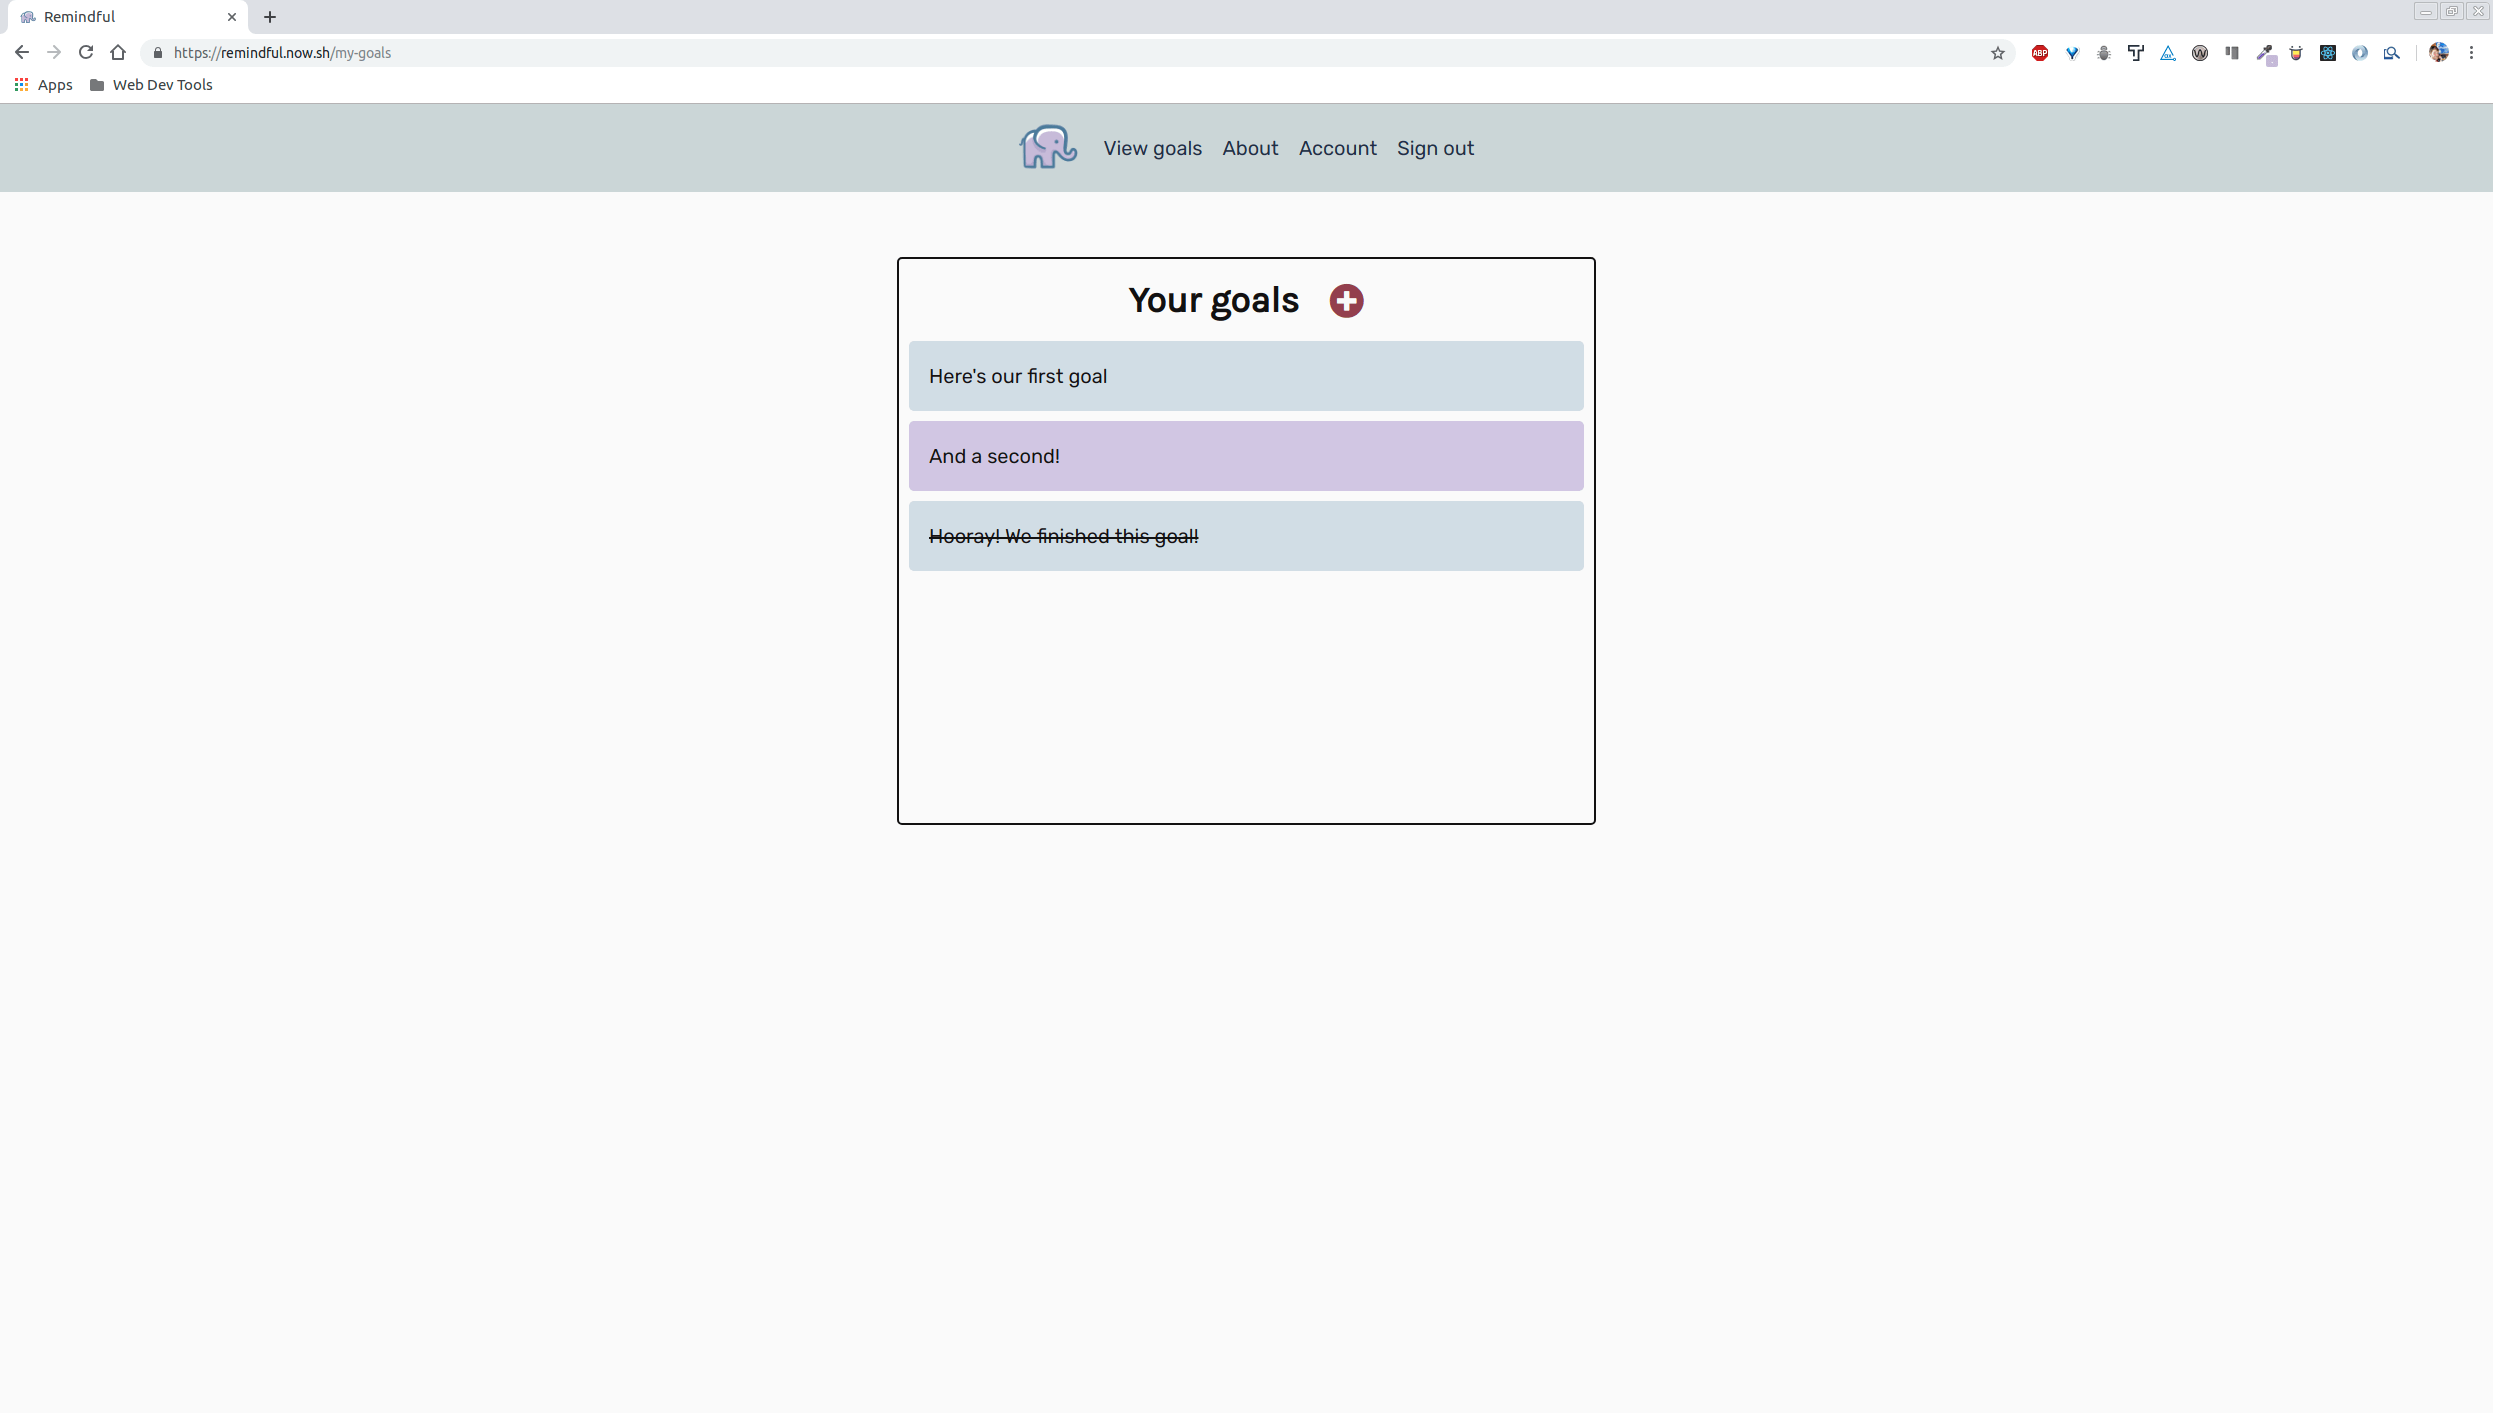 Remindful
https://remindful.now.sh/my-goals
ABP
Apps
Web Dev Tools
View goals
About
Account
Sign out
Your goals
Here's our first goal
And a second!
Hooray! We finished this goal!